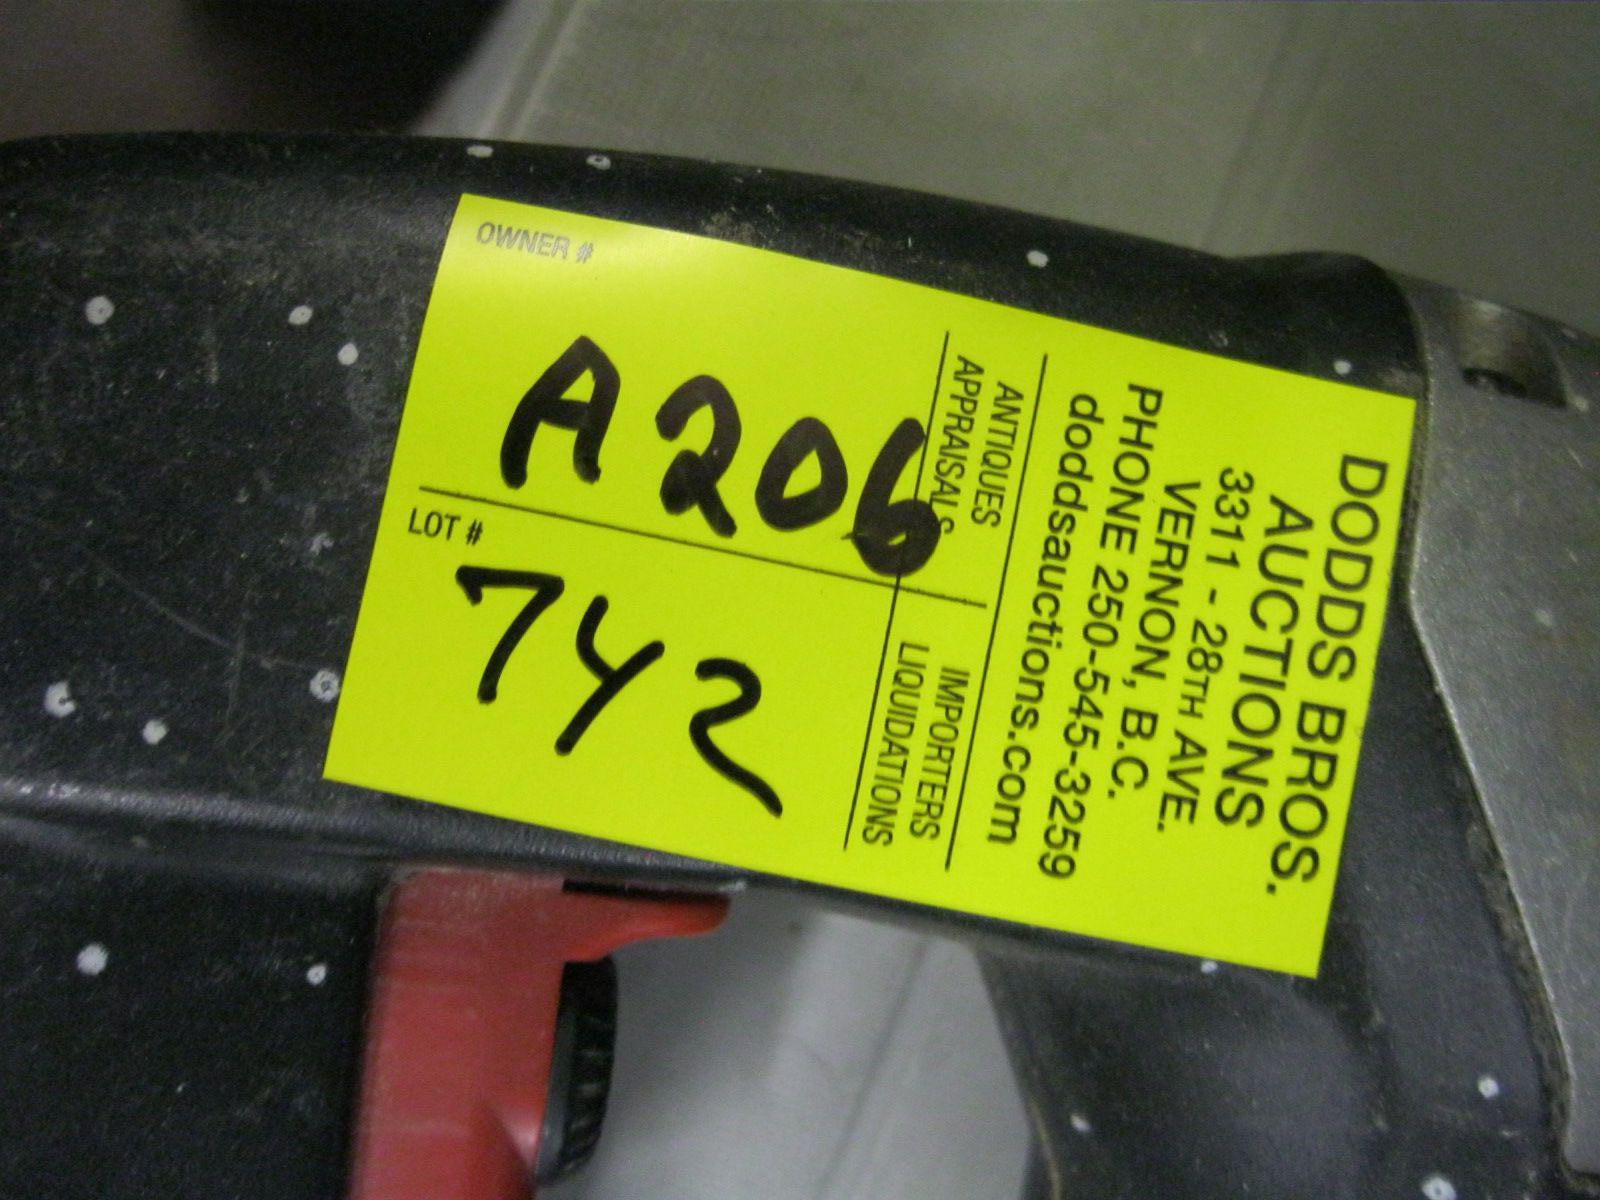 DODDS BROS.
AUCTIONS
3311 - 28TH AVE.
VERNON, B.C.
PHONE 250-545-3259
doddsauctions.com
ANTIQUES
APPRAISALS
IMPORTERS
LIQUIDATIONS
OWNER #
A206
LOT #
742